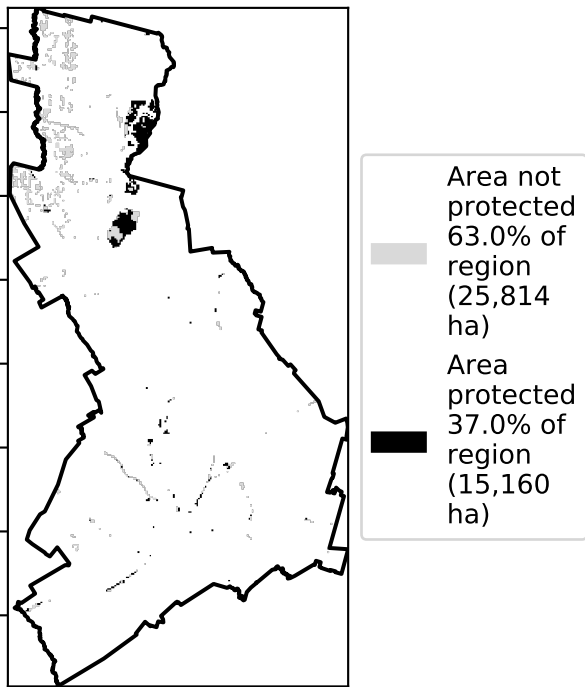 Area not
protected
63.0% of
region
(25,814
ha)
Area
protected
37.0% of
region
(15,160
ha)